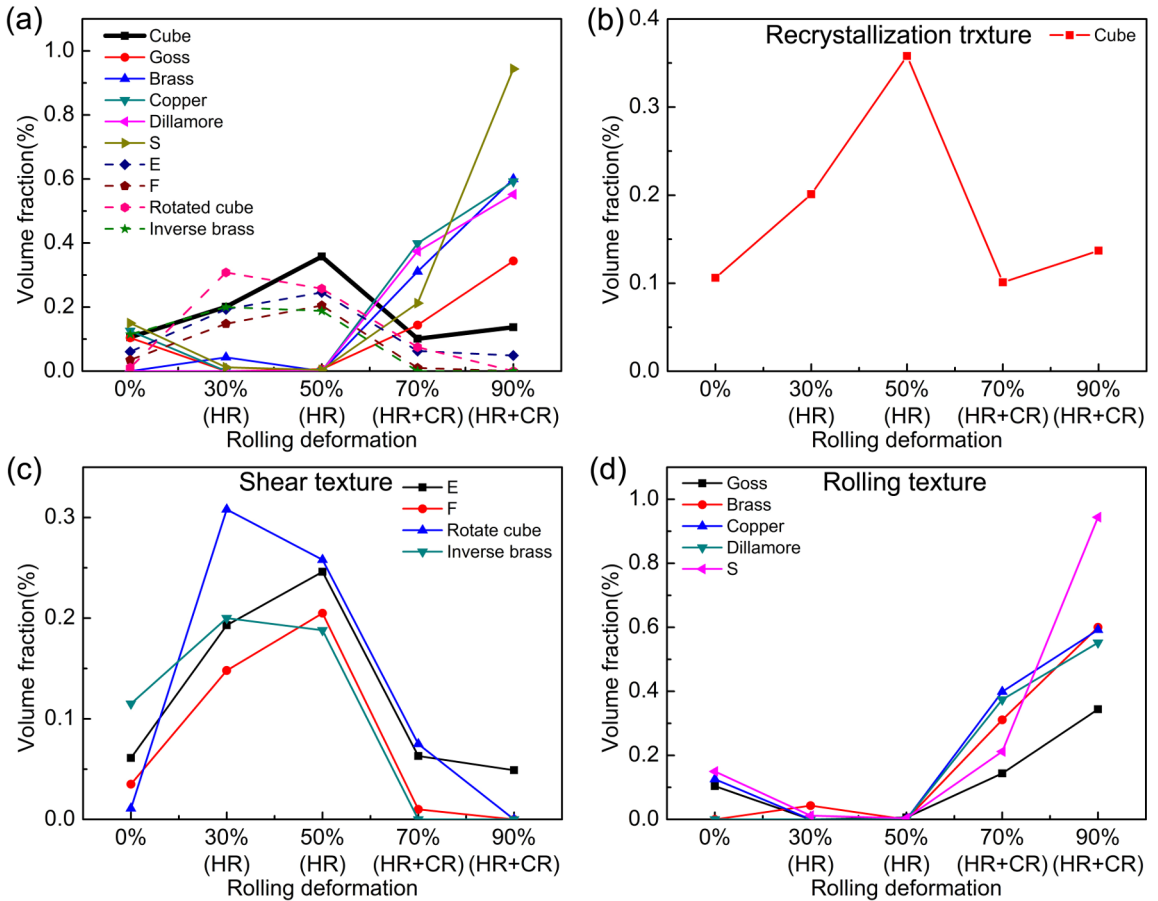 (a)
Cube
Goss
Brass
Copper
Dillamore
S
E
F
Rotated cube
Inverse brass
Volume fraction(%)
1.0
0.8
0.6
0.4
0.2
0.0
0% 30% 50% 70% 90%
(HR) (HR) (HR+CR) (HR+CR)
Rolling deformation
(b)
Recrystallization trxture
Cube
Volume fraction(%)
0.4
0.3
0.2
0.1
0.0
0% 30% 50% 70% 90%
(HR) (HR) (HR+CR) (HR+CR)
Rolling deformation
(c)
Shear texture
E
F
Rotate cube
Inverse brass
Volume fraction(%)
0.3
0.2
0.1
0.0
0% 30% 50% 70% 90%
(HR) (HR) (HR+CR) (HR+CR)
Rolling deformation
(d)
Rolling texture
Goss
Brass
Copper
Dillamore
S
Volume fraction(%)
1.0
0.8
0.6
0.4
0.2
0.0
0% 30% 50% 70% 90%
(HR) (HR) (HR+CR) (HR+CR)
Rolling deformation